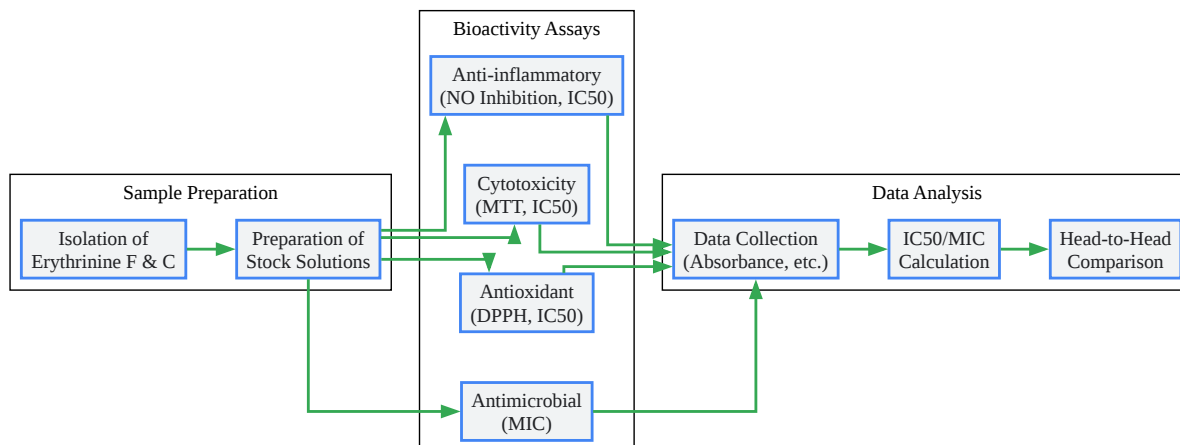 Sample Preparation
Isolation of
Erythrinine F & C
Preparation of
Stock Solutions
Bioactivity Assays
Anti-inflammatory
(NO Inhibition, IC50)
Cytotoxicity
(MTT, IC50)
Antioxidant
(DPPH, IC50)
Antimicrobial
(MIC)
Data Analysis
Data Collection
(Absorbance, etc.)
IC50/MIC
Calculation
Head-to-Head
Comparison